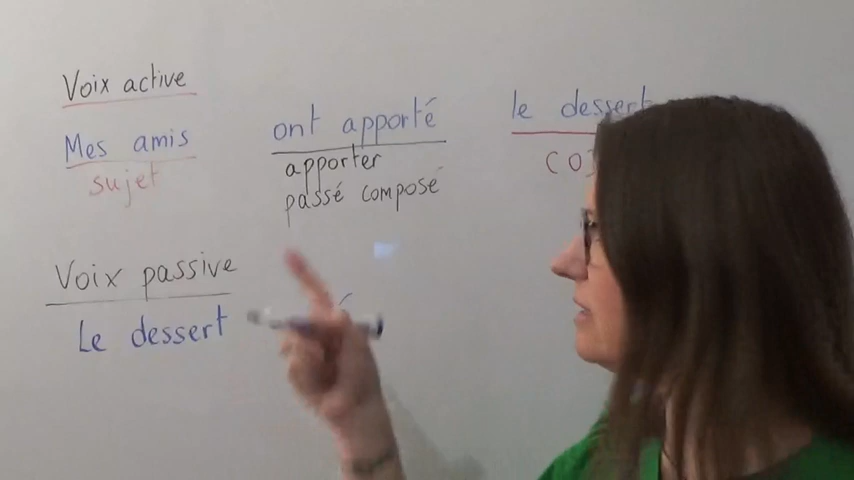 Voix active
Mes amis ont apporté le dessert
sujet apporter
passé composé
Voix passive
Le dessert